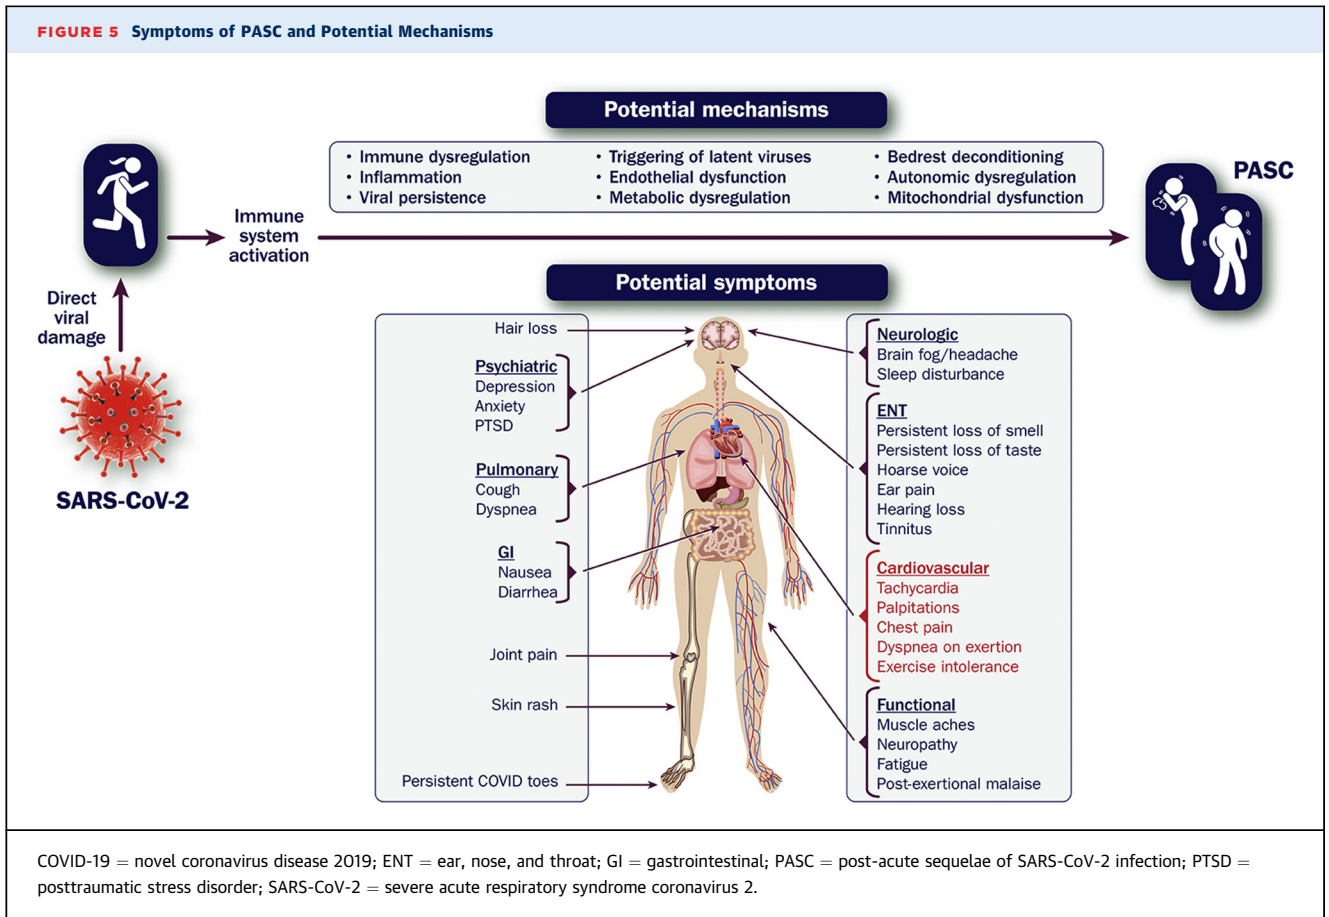 FIGURE 5 Symptoms of PASC and Potential Mechanisms
Potential mechanisms
• Immune dysregulation
• Inflammation
• Viral persistence
• Triggering of latent viruses
• Endothelial dysfunction
• Metabolic dysregulation
• Bedrest deconditioning
• Autonomic dysregulation
• Mitochondrial dysfunction
PASC
Immune
system
activation
Direct
viral
damage
SARS-CoV-2
Potential symptoms
Hair loss
Psychiatric
Depression
Anxiety
PTSD
Pulmonary
Cough
Dyspnea
GI
Nausea
Diarrhea
Joint pain
Skin rash
Persistent COVID toes
Neurologic
Brain fog/headache
Sleep disturbance
ENT
Persistent loss of smell
Persistent loss of taste
Hoarse voice
Ear pain
Hearing loss
Tinnitus
Cardiovascular
Tachycardia
Palpitations
Chest pain
Dyspnea on exertion
Exercise intolerance
Functional
Muscle aches
Neuropathy
Fatigue
Post-exertional malaise
COVID-19 = novel coronavirus disease 2019; ENT = ear, nose, and throat; GI = gastrointestinal; PASC = post-acute sequelae of SARS-CoV-2 infection; PTSD =
posttraumatic stress disorder; SARS-CoV-2 = severe acute respiratory syndrome coronavirus 2.